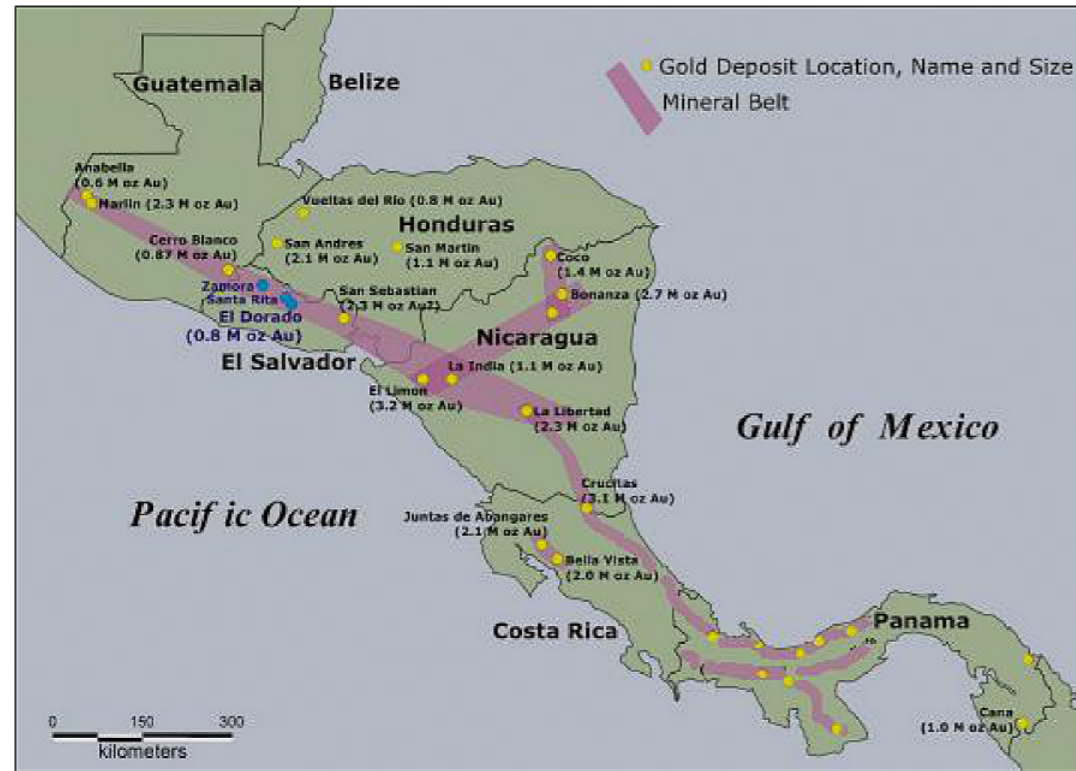 Gold Deposit Location, Name and Size
Mineral Belt
Guatemala
Belize
Anabella
(0.6 M oz Au)
Marlin (2.3 M oz Au)
Vueltas del Rio (0.8 M oz Au)
Honduras
Cerro Blanco
(0.87 M oz Au)
San Andres
(2.1 M oz Au)
San Martin
(1.1 M oz Au)
Coco
(1.4 M oz Au)
Zamora
Santa Rita
San Sebastian
(2.3 M oz Au?)
Bonanza (2.7 M oz Au)
El Dorado
(0.8 M oz Au)
Nicaragua
El Salvador
La India (1.1 M oz Au)
El Limon
(3.2 M oz Au)
La Libertad
(2.3 M oz Au)
Gulf of Mexico
Pacific Ocean
Crucitas
(3.1 M oz Au)
Juntas de Abangares
(2.1 M oz Au)
Bella Vista
(2.0 M oz Au)
Costa Rica
Panama
Cana
(1.0 M oz Au)
0 150 300
kilometers